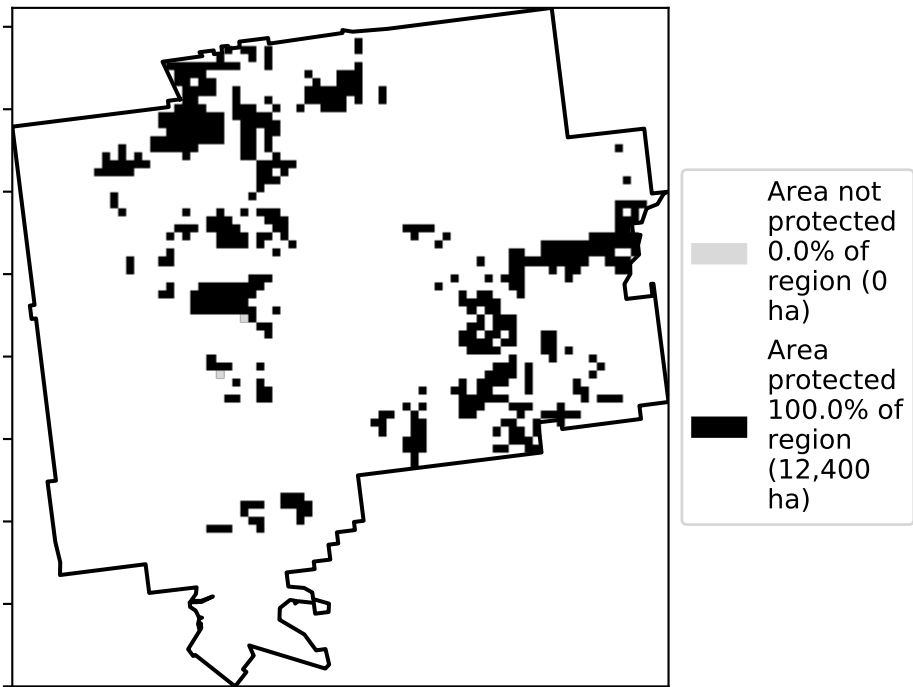 Area not
protected
0.0% of
region (0
ha)
Area
protected
100.0% of
region
(12,400
ha)